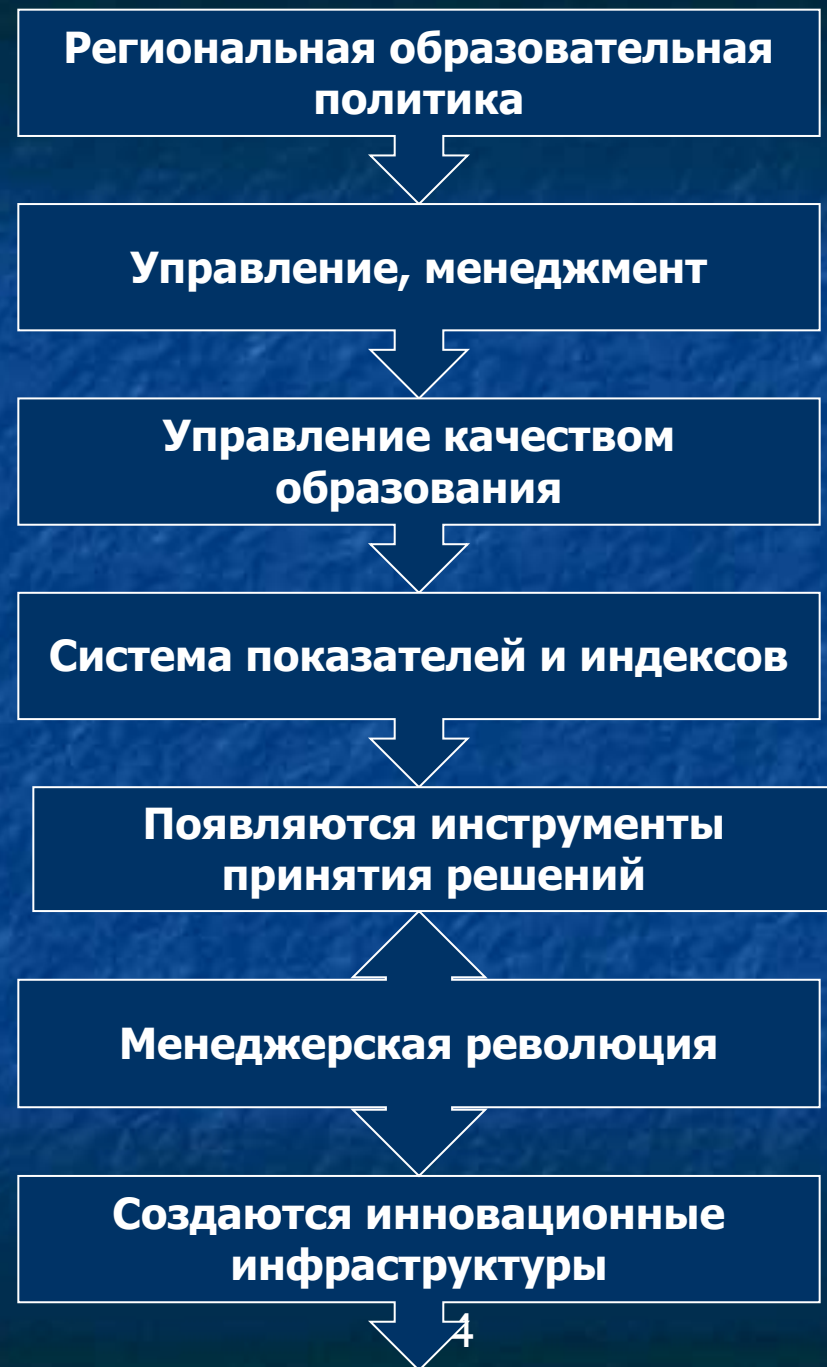 Региональная образовательная
политика
Управление, менеджмент
Управление качеством
образования
Система показателей и индексов
Появляются инструменты
принятия решений
Менеджерская революция
Создаются инновационные
инфраструктуры
4